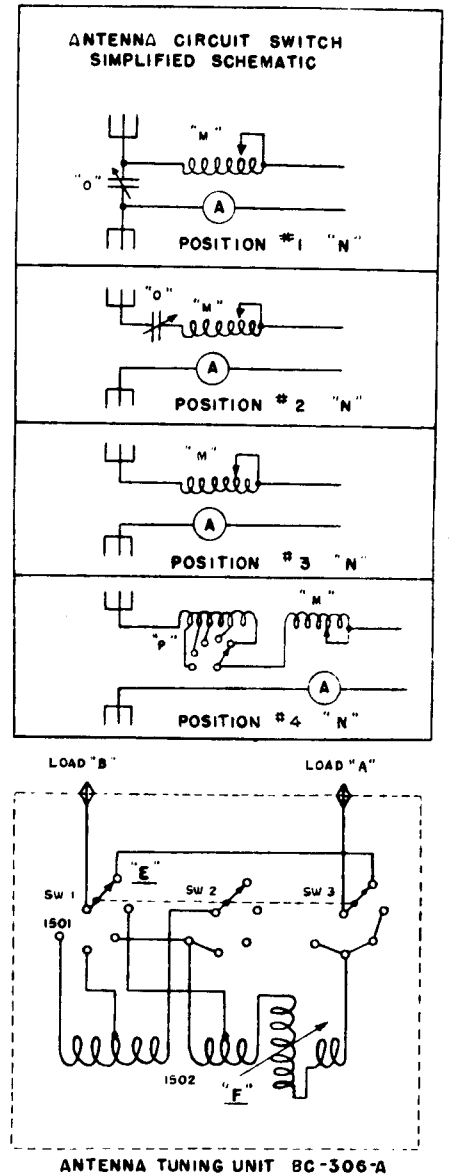 ANTENNA CIRCUIT SWITCH
SIMPLIFIED SCHEMATIC
"M"
"O"
A
POSITION #1 "N"
"O"
"M"
A
POSITION #2 "N"
"M"
A
POSITION #3 "N"
"M"
"P"
A
POSITION #4 "N"
LOAD "B" LOAD "A"
"E"
SW 1 SW 2 SW 3
1501
1502
"F"
ANTENNA TUNING UNIT BC-306-A